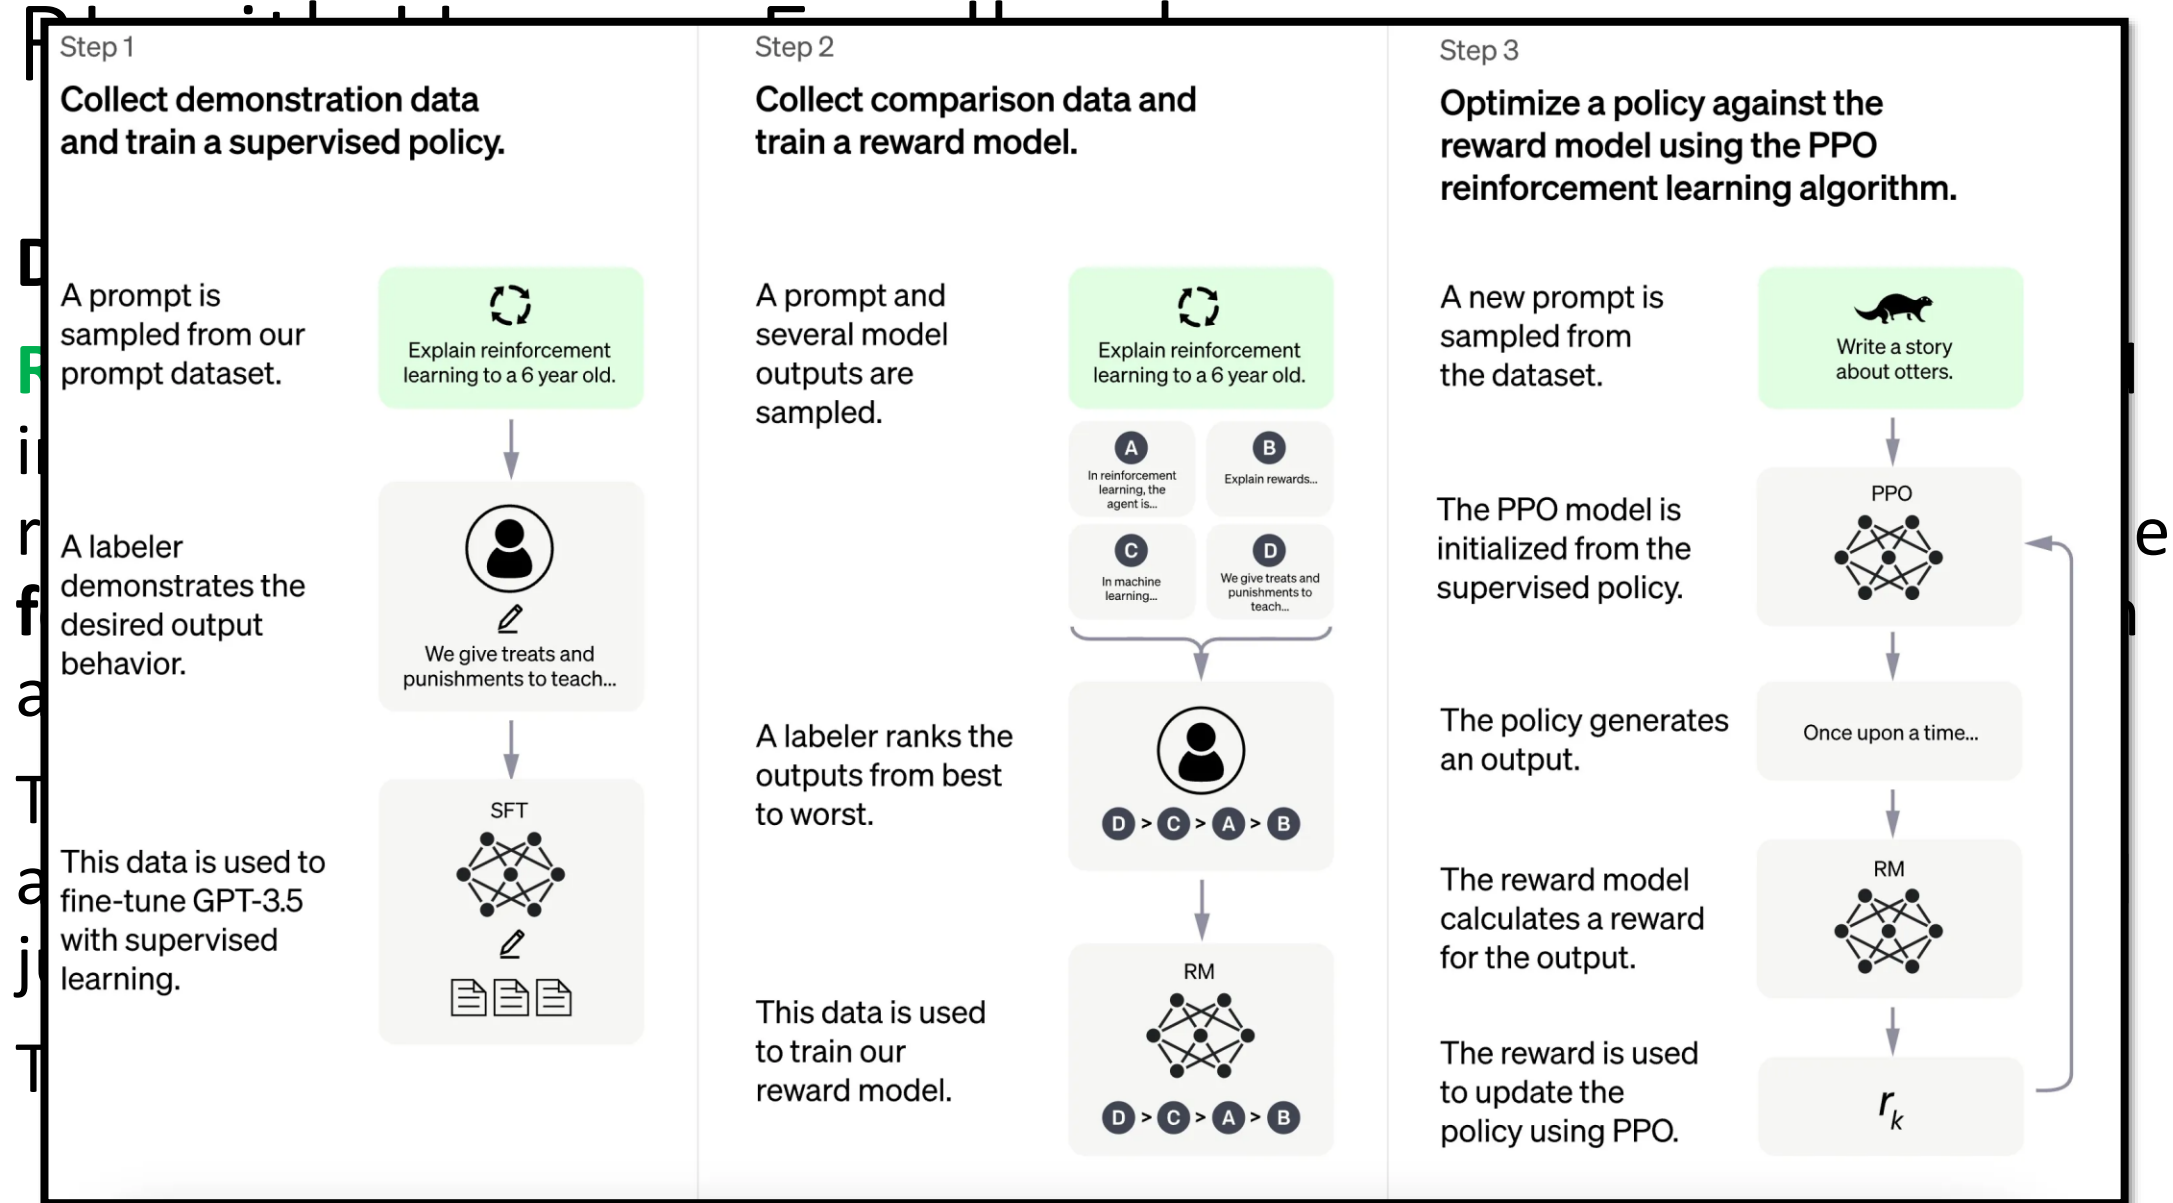 Step 1
Collect demonstration data
and train a supervised policy.
A prompt is
sampled from our
prompt dataset.
Explain reinforcement
learning to a 6 year old.
A labeler
demonstrates the
desired output
behavior.
We give treats and
punishments to teach...
This data is used to
fine-tune GPT-3.5
with supervised
learning.
SFT
Step 2
Collect comparison data and
train a reward model.
A prompt and
several model
outputs are
sampled.
Explain reinforcement
learning to a 6 year old.
A
In reinforcement
learning, the
agent is...
B
Explain rewards...
C
In machine
learning...
D
We give treats and
punishments to
teach...
A labeler ranks the
outputs from best
to worst.
D > C > A > B
This data is used
to train our
reward model.
RM
D > C > A > B
Step 3
Optimize a policy against the
reward model using the PPO
reinforcement learning algorithm.
A new prompt is
sampled from
the dataset.
Write a story
about otters.
The PPO model is
initialized from the
supervised policy.
PPO
The policy generates
an output.
Once upon a time...
The reward model
calculates a reward
for the output.
RM
The reward is used
to update the
policy using PPO.
r_k